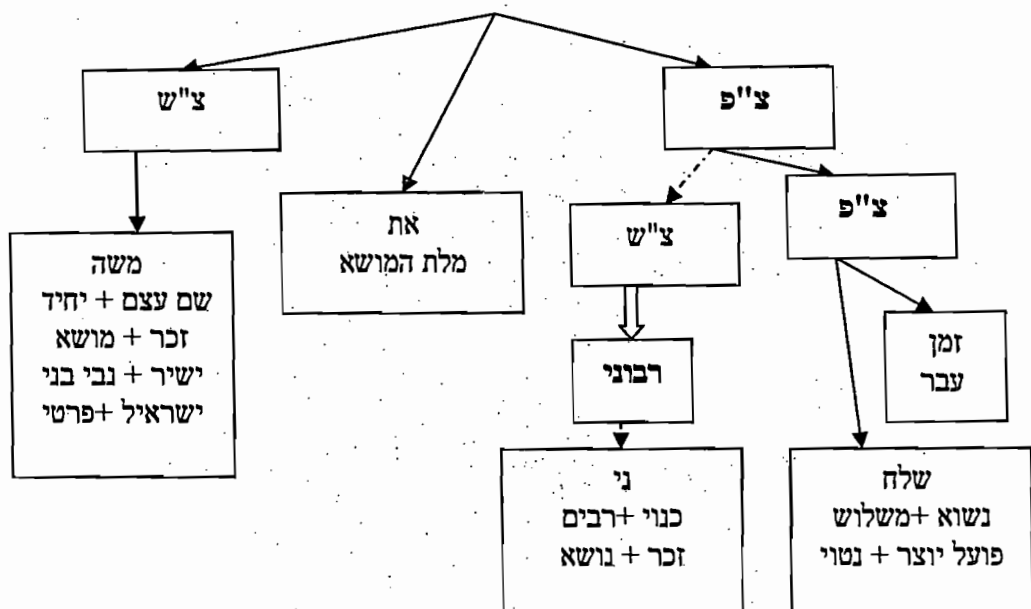 צ"פ
צ"ש
צ"פ
צ"ש
את
מלת המושא
משה
שם עצם + יחיד
זכר + מושא
ישיר + נבי בני
ישראיל +פרטי
זמן
עבר
רבוני
שלח
נשוא +משלוש
פועל יוצר + נטוי
ני
כנוי +רבים
זכר + נושא